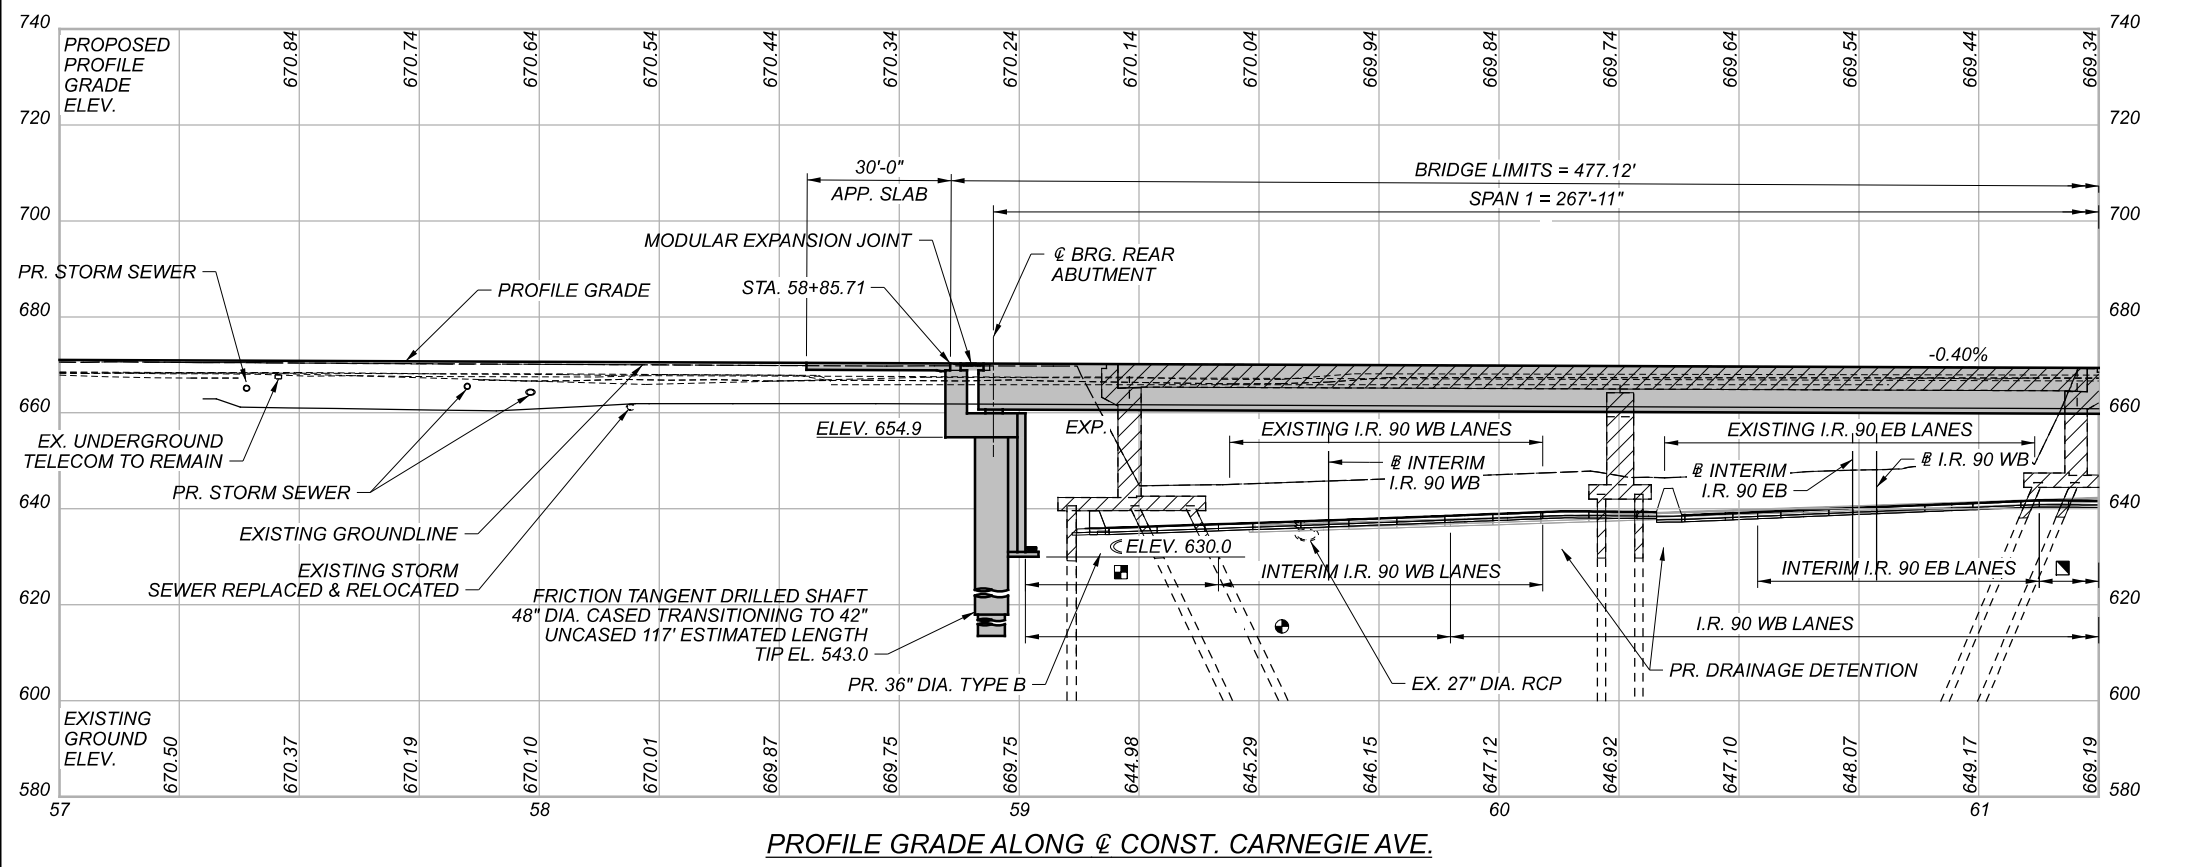 740
740
PROPOSED
PROFILE
GRADE
ELEV.
670.84
670.74
670.64
670.54
670.44
670.34
670.24
670.14
670.04
669.94
669.84
669.74
669.64
669.54
669.44
669.34
720
720
30'-0"
APP. SLAB
BRIDGE LIMITS = 477.12'
SPAN 1 = 267'-11"
700
700
MODULAR EXPANSION JOINT
℄ BRG. REAR
ABUTMENT
PR. STORM SEWER
PROFILE GRADE
STA. 58+85.71
680
680
-0.40%
660
660
EX. UNDERGROUND
TELECOM TO REMAIN
ELEV. 654.9
EXP.
EXISTING I.R. 90 WB LANES
EXISTING I.R. 90 EB LANES
PR. STORM SEWER
B INTERIM
I.R. 90 WB
B INTERIM
I.R. 90 EB
B I.R. 90 WB
640
640
EXISTING GROUNDLINE
ELEV. 630.0
EXISTING STORM
SEWER REPLACED & RELOCATED
INTERIM I.R. 90 WB LANES
INTERIM I.R. 90 EB LANES
620
620
FRICTION TANGENT DRILLED SHAFT
48" DIA. CASED TRANSITIONING TO 42"
UNCASED 117' ESTIMATED LENGTH
TIP EL. 543.0
I.R. 90 WB LANES
PR. 36" DIA. TYPE B
EX. 27" DIA. RCP
PR. DRAINAGE DETENTION
600
600
EXISTING
GROUND
ELEV.
670.50
670.37
670.19
670.10
670.01
669.87
669.75
669.75
644.98
645.29
646.15
647.12
646.92
647.10
648.07
649.17
669.19
580
580
57
58
59
60
61
PROFILE GRADE ALONG ℄ CONST. CARNEGIE AVE.